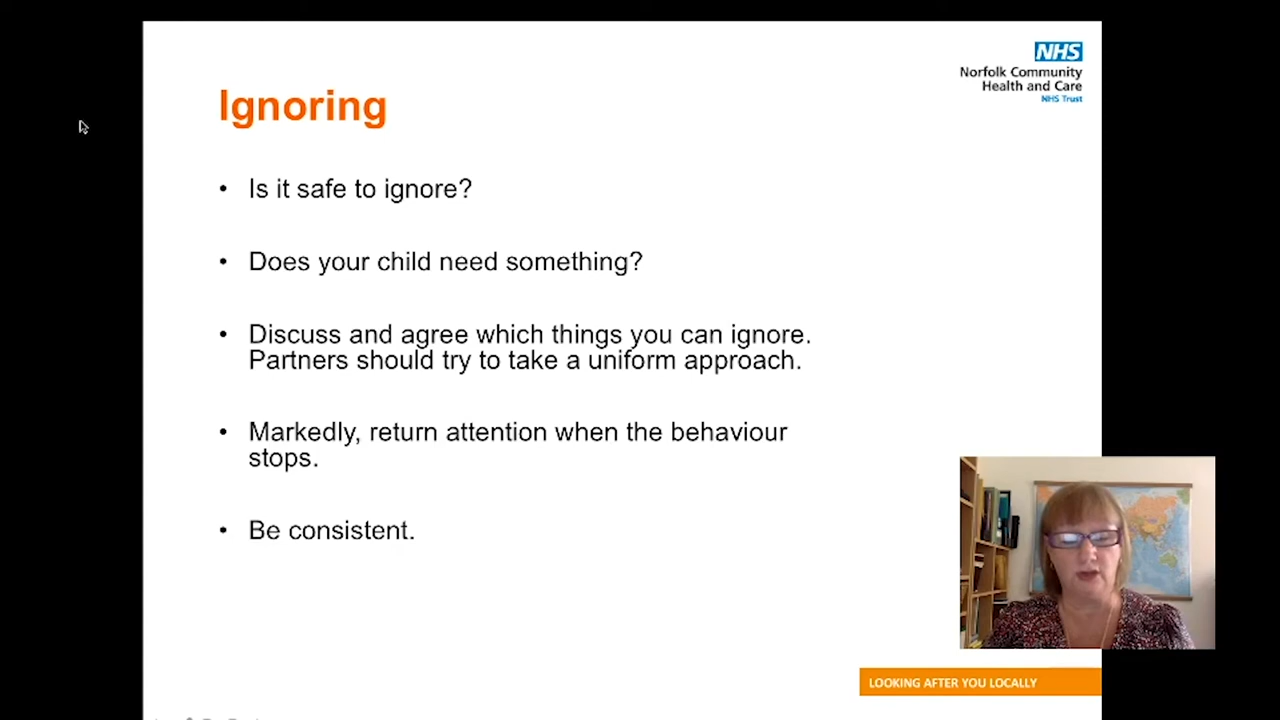 NHS
Norfolk Community
Health and Care
NHS Trust
Ignoring
• Is it safe to ignore?
• Does your child need something?
• Discuss and agree which things you can ignore.
Partners should try to take a uniform approach.
• Markedly, return attention when the behaviour
stops.
• Be consistent.
LOOKING AFTER YOU LOCALLY